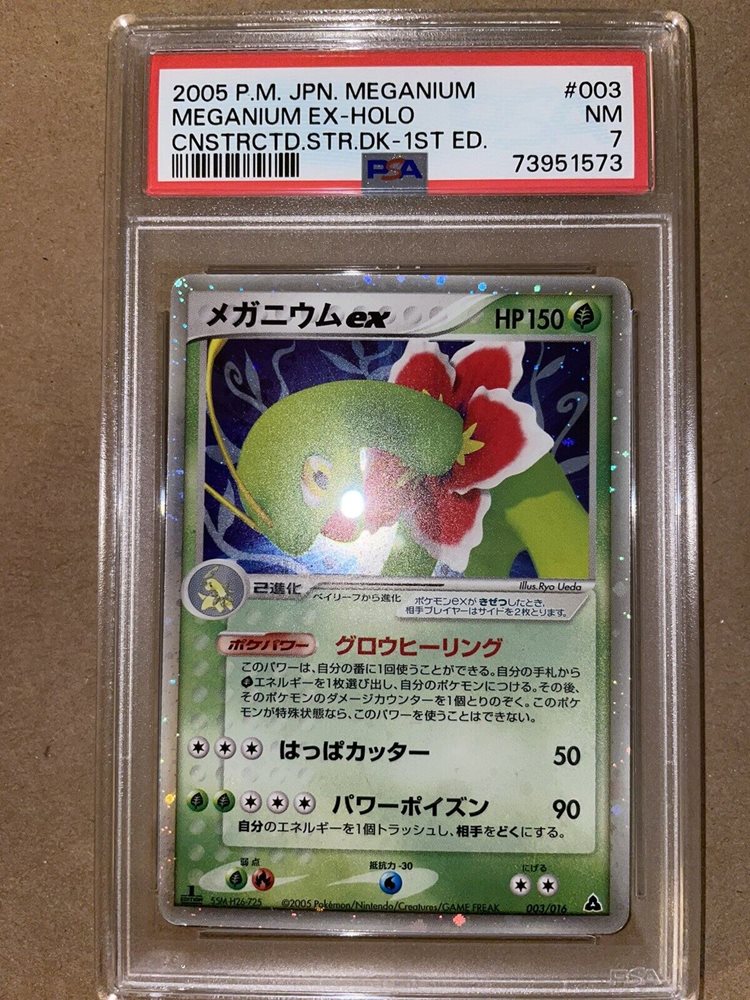 2005 P.M. JPN. MEGANIUM #003
MEGANIUM EX-HOLO NM
CNSTRCTD.STR.DK-1ST ED. 7
PSA 73951573
メガニウムex HP150
Illus.Ryo Ueda
2進化 ベイリーフから進化
ポケモンexが きぜつしたとき、
相手プレイヤーはサイドを2枚とります。
ポケパワー グロウヒーリング
このパワーは、自分の番に1回使うことができる。自分の手札から
エネルギーを1枚選び出し、自分のポケモンにつける。その後、
そのポケモンのダメージカウンターを1個とりのぞく。このポケ
モンが特殊状態なら、このパワーを使うことはできない。
はっぱカッター 50
パワーポイズン 90
自分のエネルギーを1個トラッシュし、相手をどくにする。
弱点 抵抗力 -30 にげる
1 EDITION
SSM H26-725 ©2005 Pokémon/Nintendo/Creatures/GAME FREAK 003/016
PSA